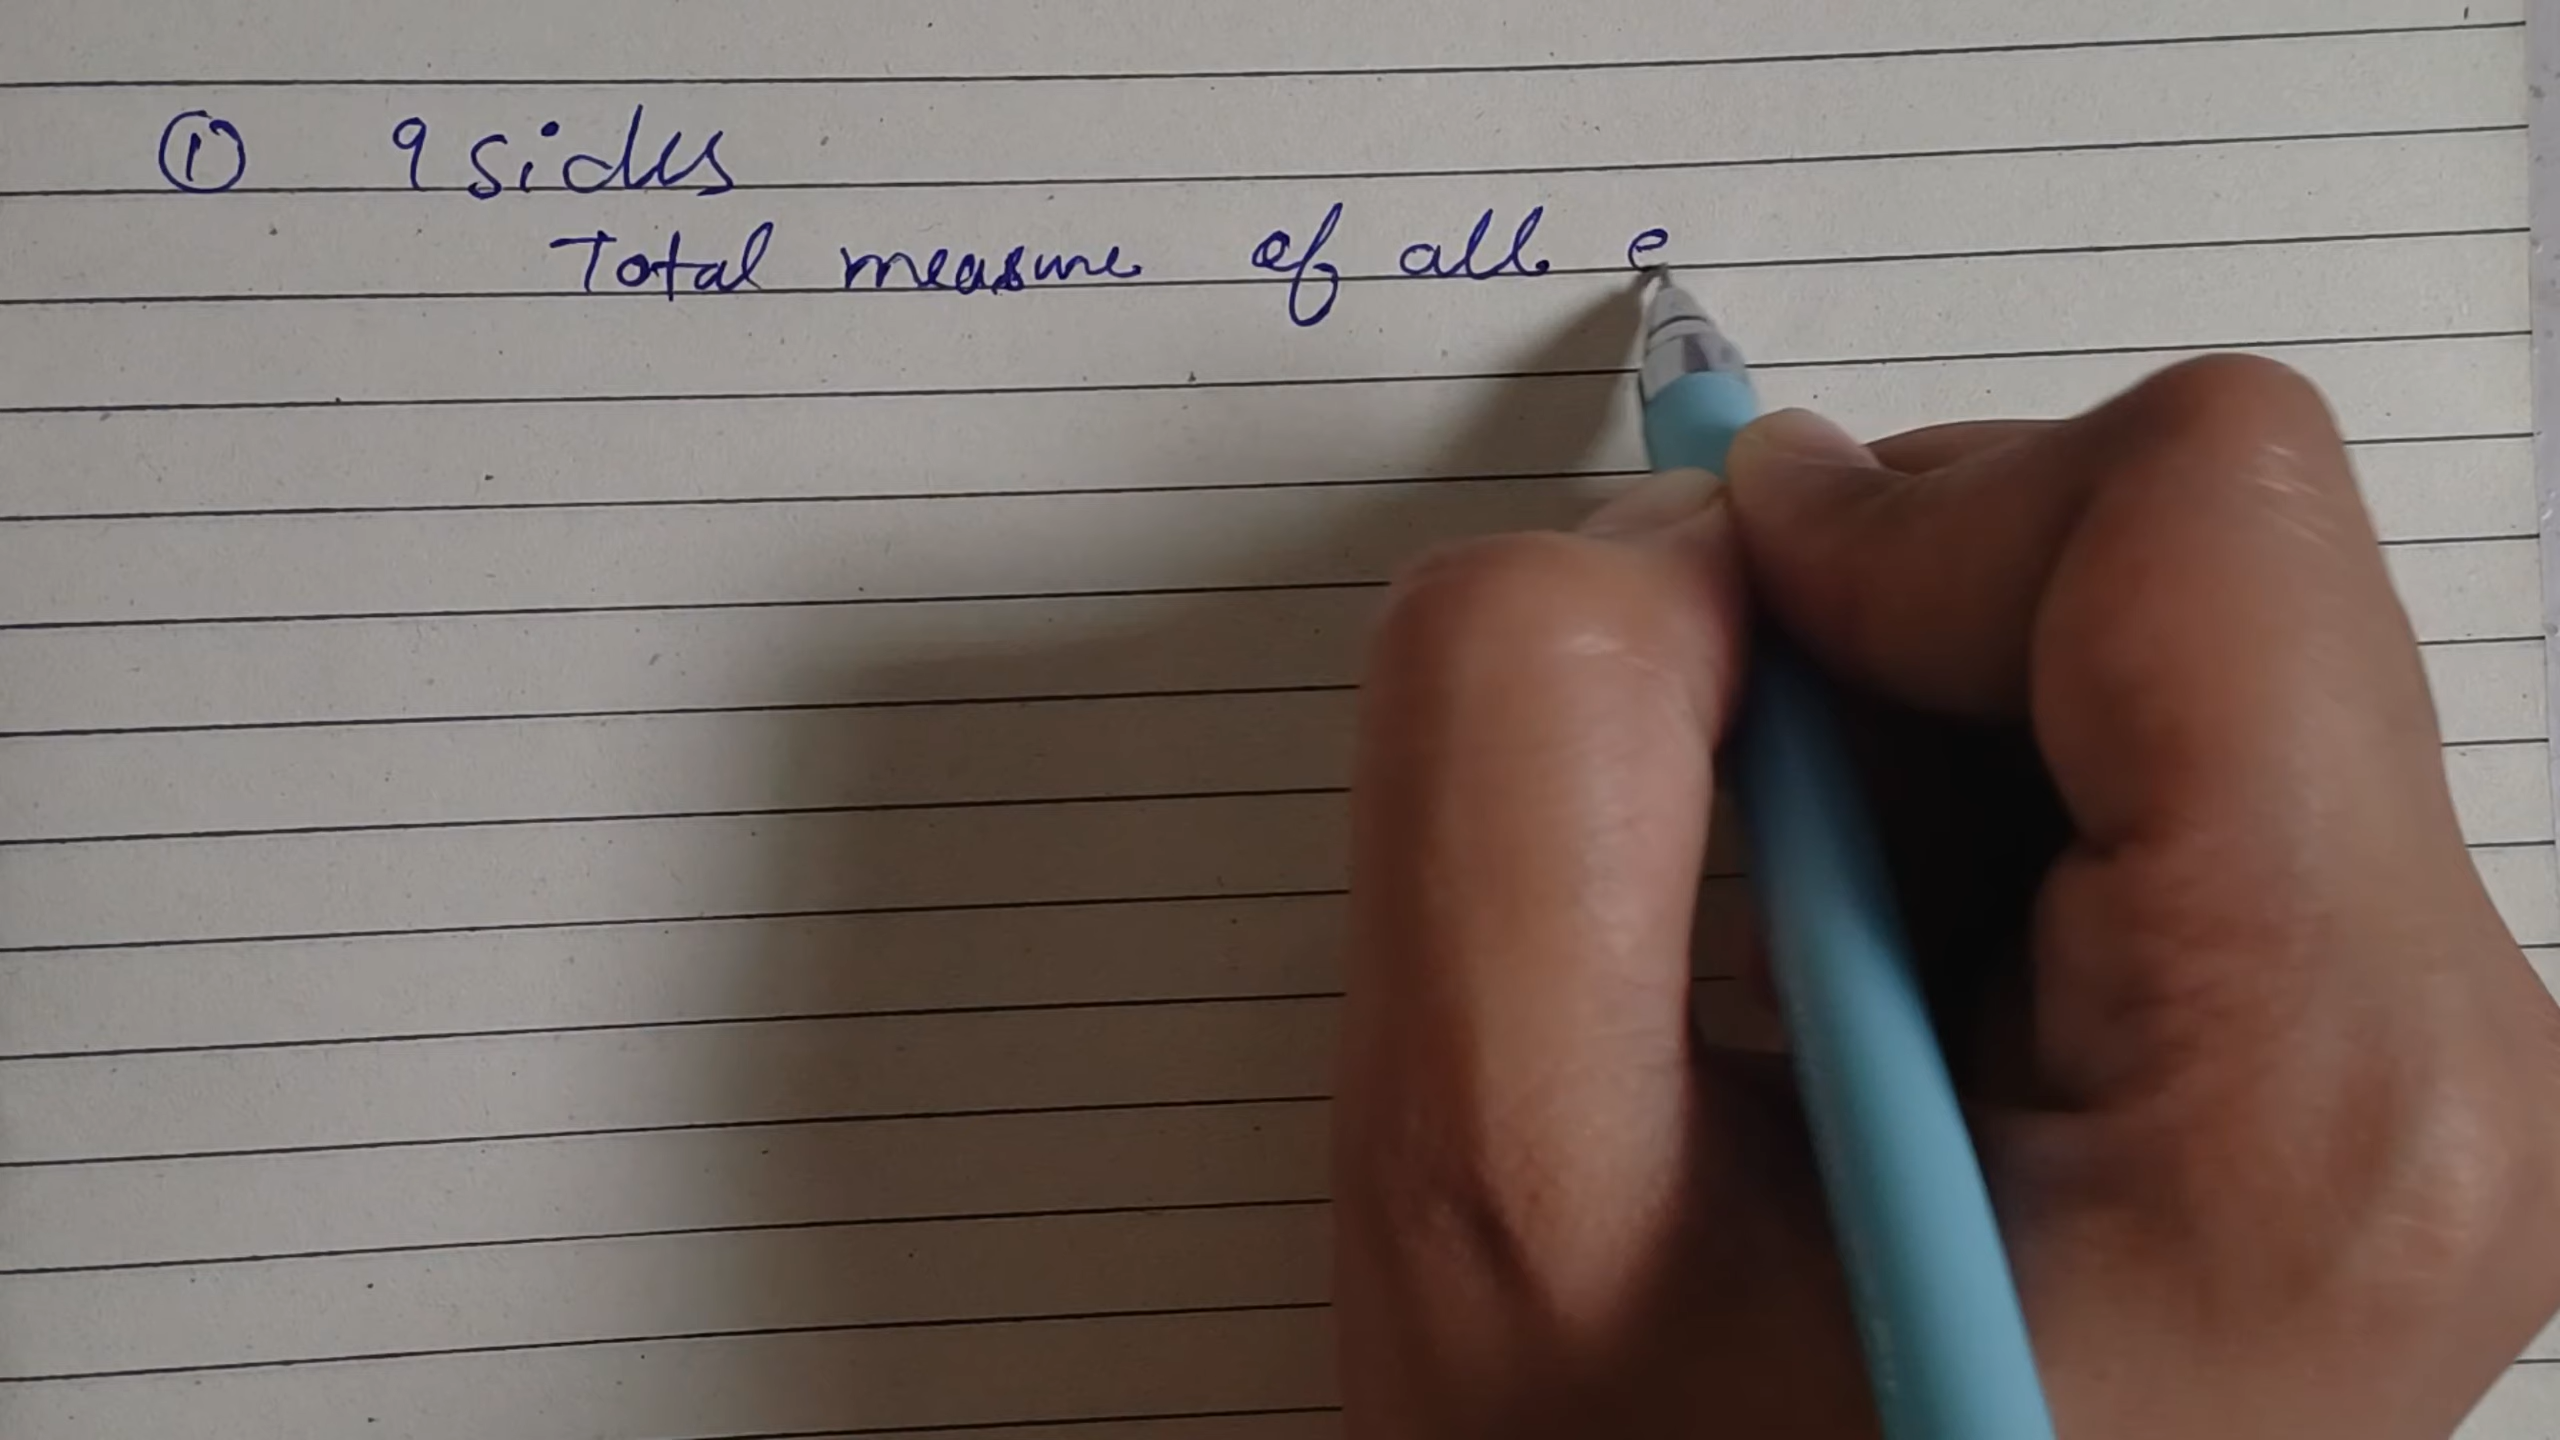 ① 9 sides
Total measure of all e